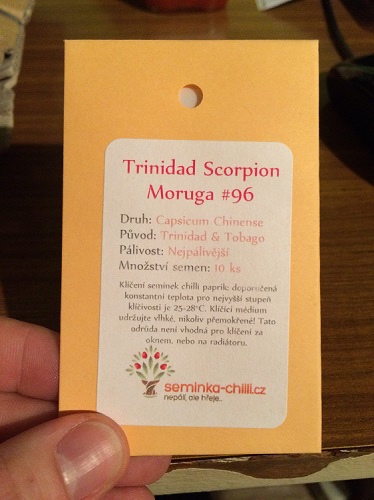 Trinidad Scorpion
Moruga #96
Druh: Capsicum Chinense
Původ: Trinidad & Tobago
Pálivost: Nejpálivější
Množství semen: 10 ks
Klíčení semínek chilli paprik: doporučená
konstantní teplota pro nejvyšší stupeň
klíčivosti je 25-28°C. Klíčící médium
udržujte vlhké, nikoliv přemokřené! Tato
odrůda není vhodná pro klíčení za
oknem, nebo na radiátoru.
seminka-chilli.cz
nepálí, ale hřeje...